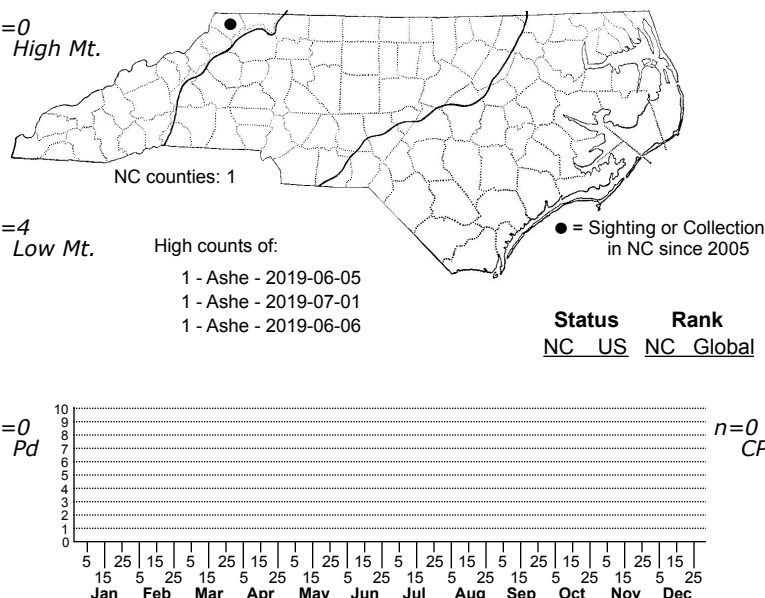 =0
High Mt.
NC counties: 1
=4
Low Mt.
High counts of:
1 - Ashe - 2019-06-05
1 - Ashe - 2019-07-01
1 - Ashe - 2019-06-06
● = Sighting or Collection
in NC since 2005
Status Rank
NC US NC Global
=0
Pd
n=0
CP
10
9
8
7
6
5
4
3
2
1
0
5 25 15 5 25 15 5 25 15 5 25 15 5 25 15 5 25 15
15 5 25 15 5 25 15 5 25 15 5 25 15 5 25 15 5 25
Jan Feb Mar Apr May Jun Jul Aug Sep Oct Nov Dec